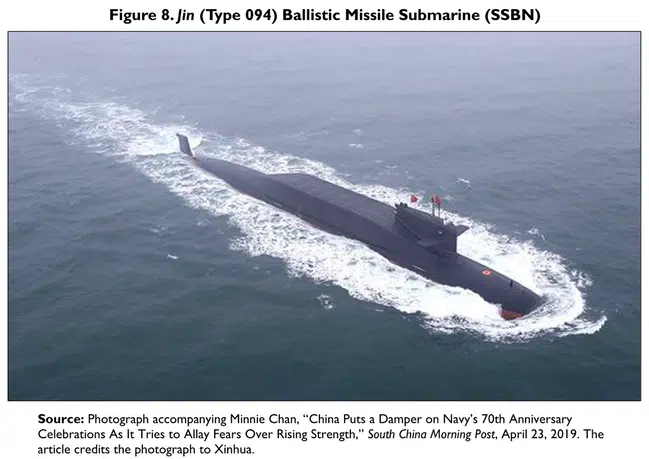 Figure 8. Jin (Type 094) Ballistic Missile Submarine (SSBN)
Source: Photograph accompanying Minnie Chan, “China Puts a Damper on Navy’s 70th Anniversary
Celebrations As It Tries to Allay Fears Over Rising Strength,” South China Morning Post, April 23, 2019. The
article credits the photograph to Xinhua.